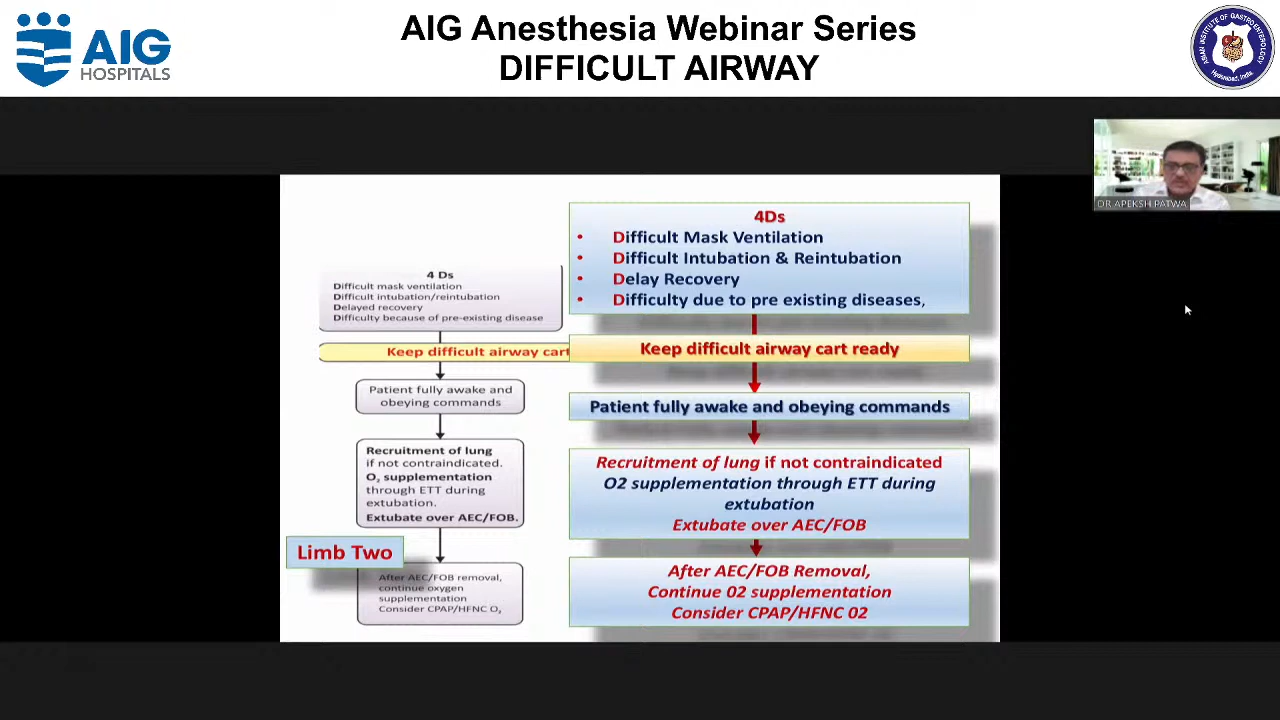 AIG Anesthesia Webinar Series
DIFFICULT AIRWAY
AIG
HOSPITALS
ASIAN INSTITUTE OF GASTROENTEROLOGY
Hyderabad, India.
DR APEKSH PATWA
4 Ds
Difficult mask ventilation
Difficult intubation/reintubation
Delayed recovery
Difficulty because of pre-existing disease
Keep difficult airway cart
Patient fully awake and
obeying commands
Recruitment of lung
if not contraindicated.
O₂ supplementation
through ETT during
extubation.
Extubate over AEC/FOB.
Limb Two
After AEC/FOB removal,
continue oxygen
supplementation
Consider CPAP/HFNC O₂
4Ds
• Difficult Mask Ventilation
• Difficult Intubation & Reintubation
• Delay Recovery
• Difficulty due to pre existing diseases,
Keep difficult airway cart ready
Patient fully awake and obeying commands
Recruitment of lung if not contraindicated
O2 supplementation through ETT during
extubation
Extubate over AEC/FOB
After AEC/FOB Removal,
Continue 02 supplementation
Consider CPAP/HFNC 02